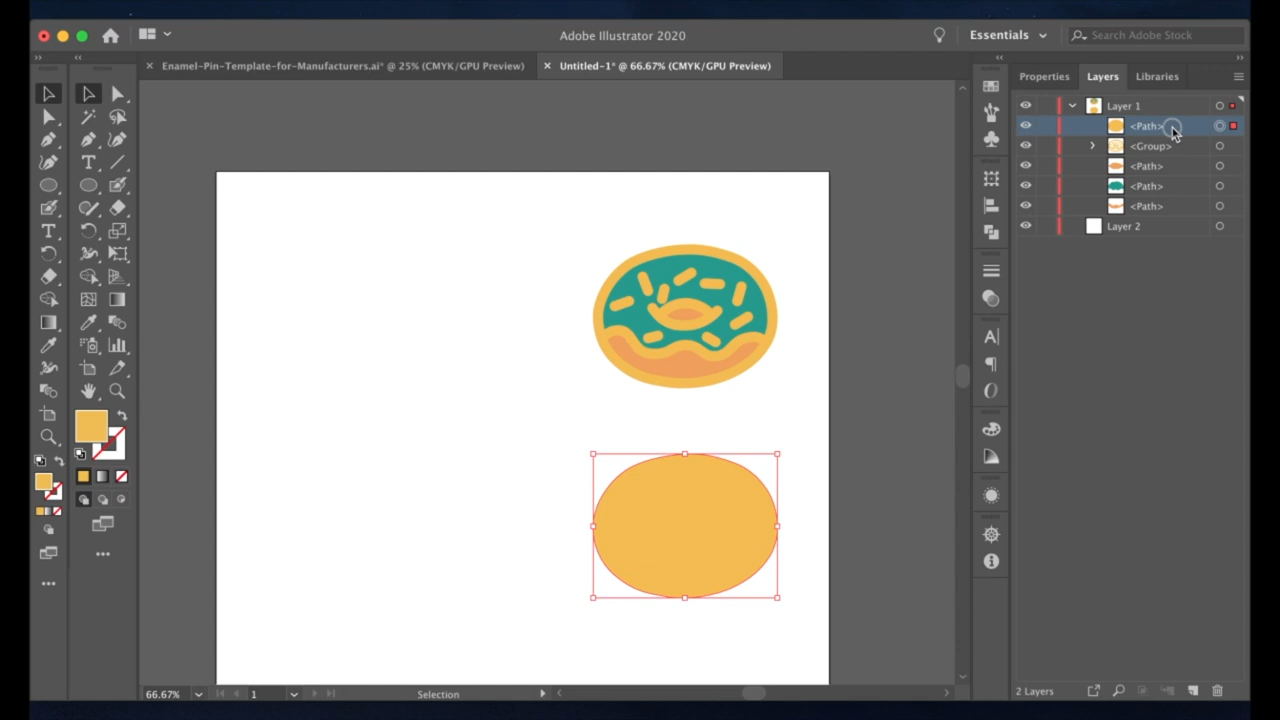 Adobe Illustrator 2020
Essentials
Search Adobe Stock
Enamel-Pin-Template-for-Manufacturers.ai* @ 25% (CMYK/GPU Preview)
Untitled-1* @ 66.67% (CMYK/GPU Preview)
Properties
Layers
Libraries
Layer 1
<Path>
<Group>
<Path>
<Path>
<Path>
Layer 2
66.67%
1
Selection
2 Layers